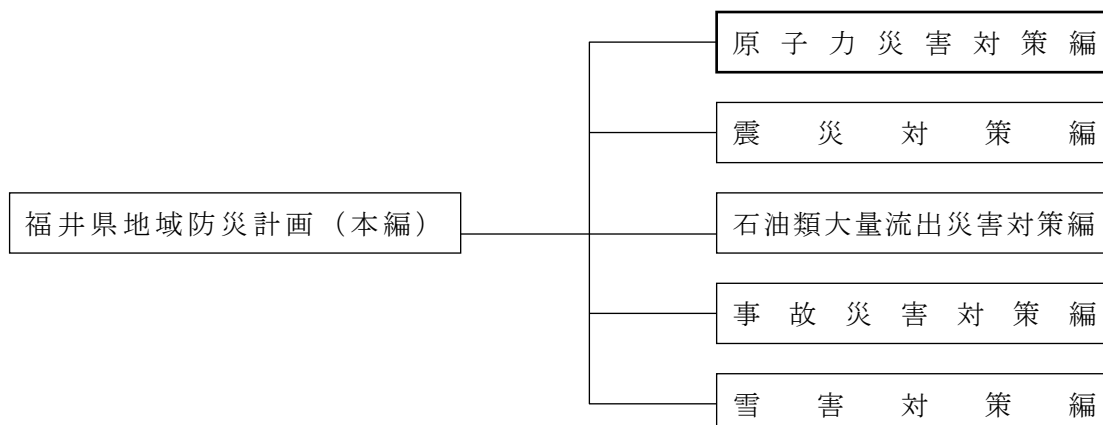 原子力災害対策編
震災対策編
福井県地域防災計画（本編）
石油類大量流出災害対策編
事故災害対策編
雪害対策編